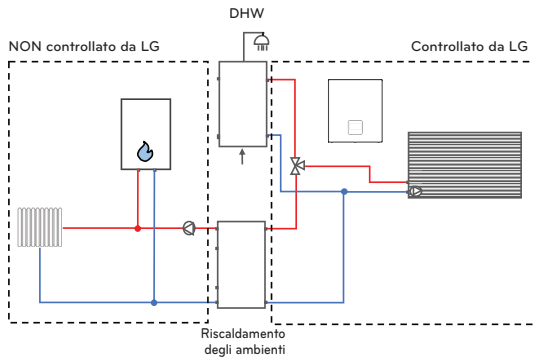 DHW
NON controllato da LG
Controllato da LG
Riscaldamento
degli ambienti